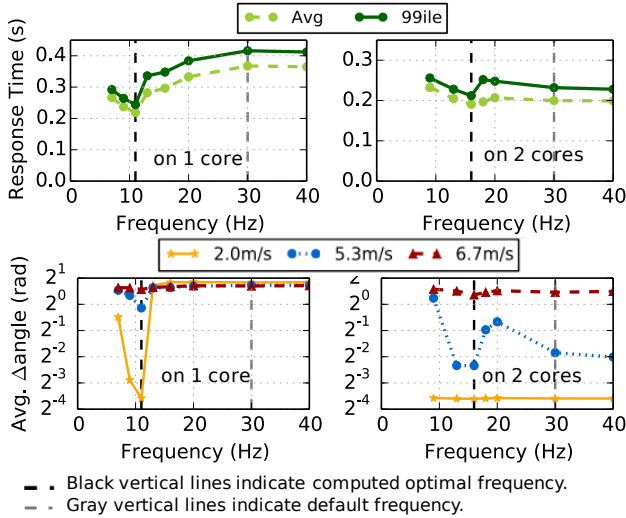 Avg 99ile
Response Time (s)
0.4
0.3
0.2
0.1
0.0
on 1 core
0 10 20 30 40
Frequency (Hz)
0.3
0.2
0.1
0.0
on 2 cores
0 10 20 30 40
Frequency (Hz)
2.0m/s 5.3m/s 6.7m/s
Avg. Δangle (rad)
2^1
2^0
2^-1
2^-2
2^-3
2^-4
on 1 core
0 10 20 30 40
Frequency (Hz)
2^1
2^0
2^-1
2^-2
2^-3
2^-4
on 2 cores
0 10 20 30 40
Frequency (Hz)
Black vertical lines indicate computed optimal frequency.
Gray vertical lines indicate default frequency.